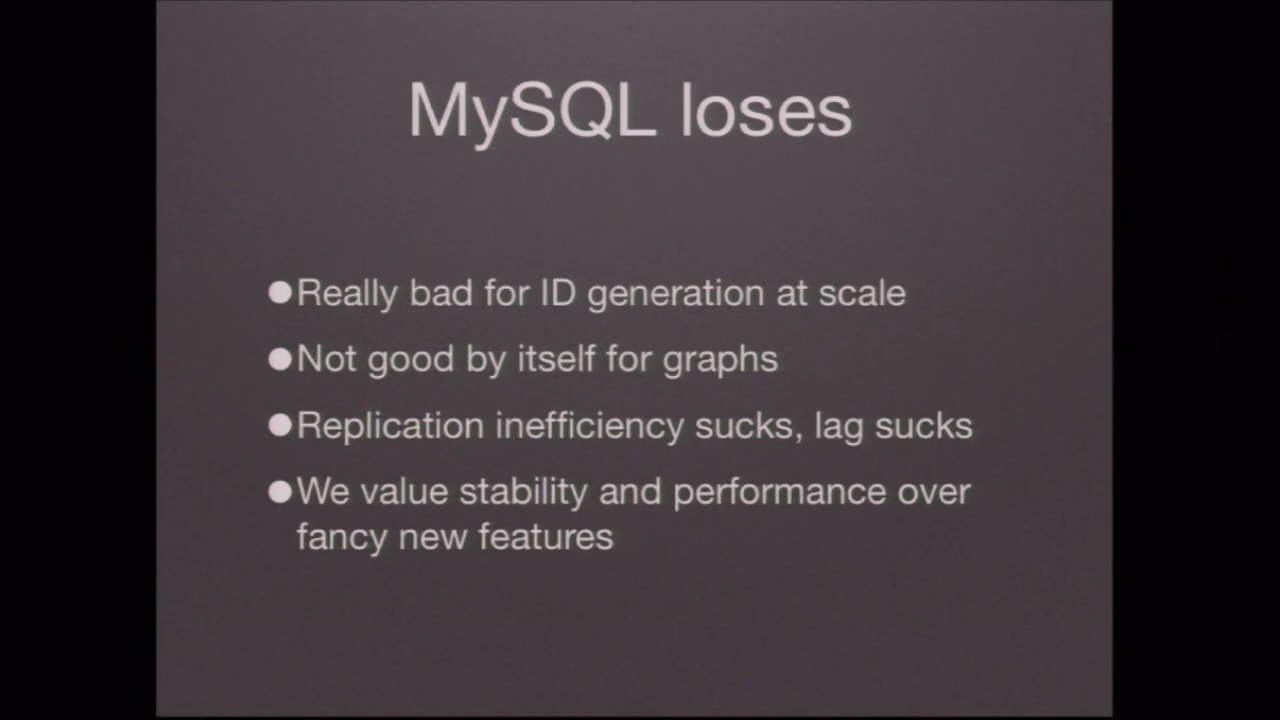 MySQL loses
●Really bad for ID generation at scale
●Not good by itself for graphs
●Replication inefficiency sucks, lag sucks
●We value stability and performance over
fancy new features